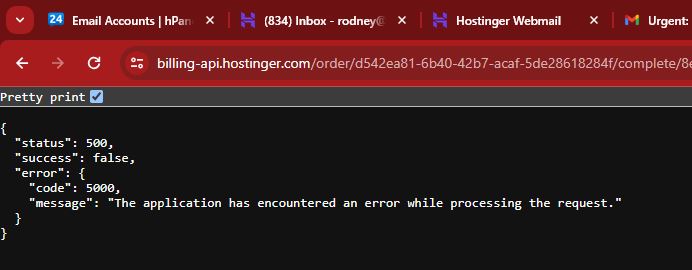 24 Email Accounts | hPan
(834) Inbox - rodney@
Hostinger Webmail
Urgent:
billing-api.hostinger.com/order/d542ea81-6b40-42b7-acaf-5de28618284f/complete/8e
Pretty print
{
  "status": 500,
  "success": false,
  "error": {
    "code": 5000,
    "message": "The application has encountered an error while processing the request."
  }
}